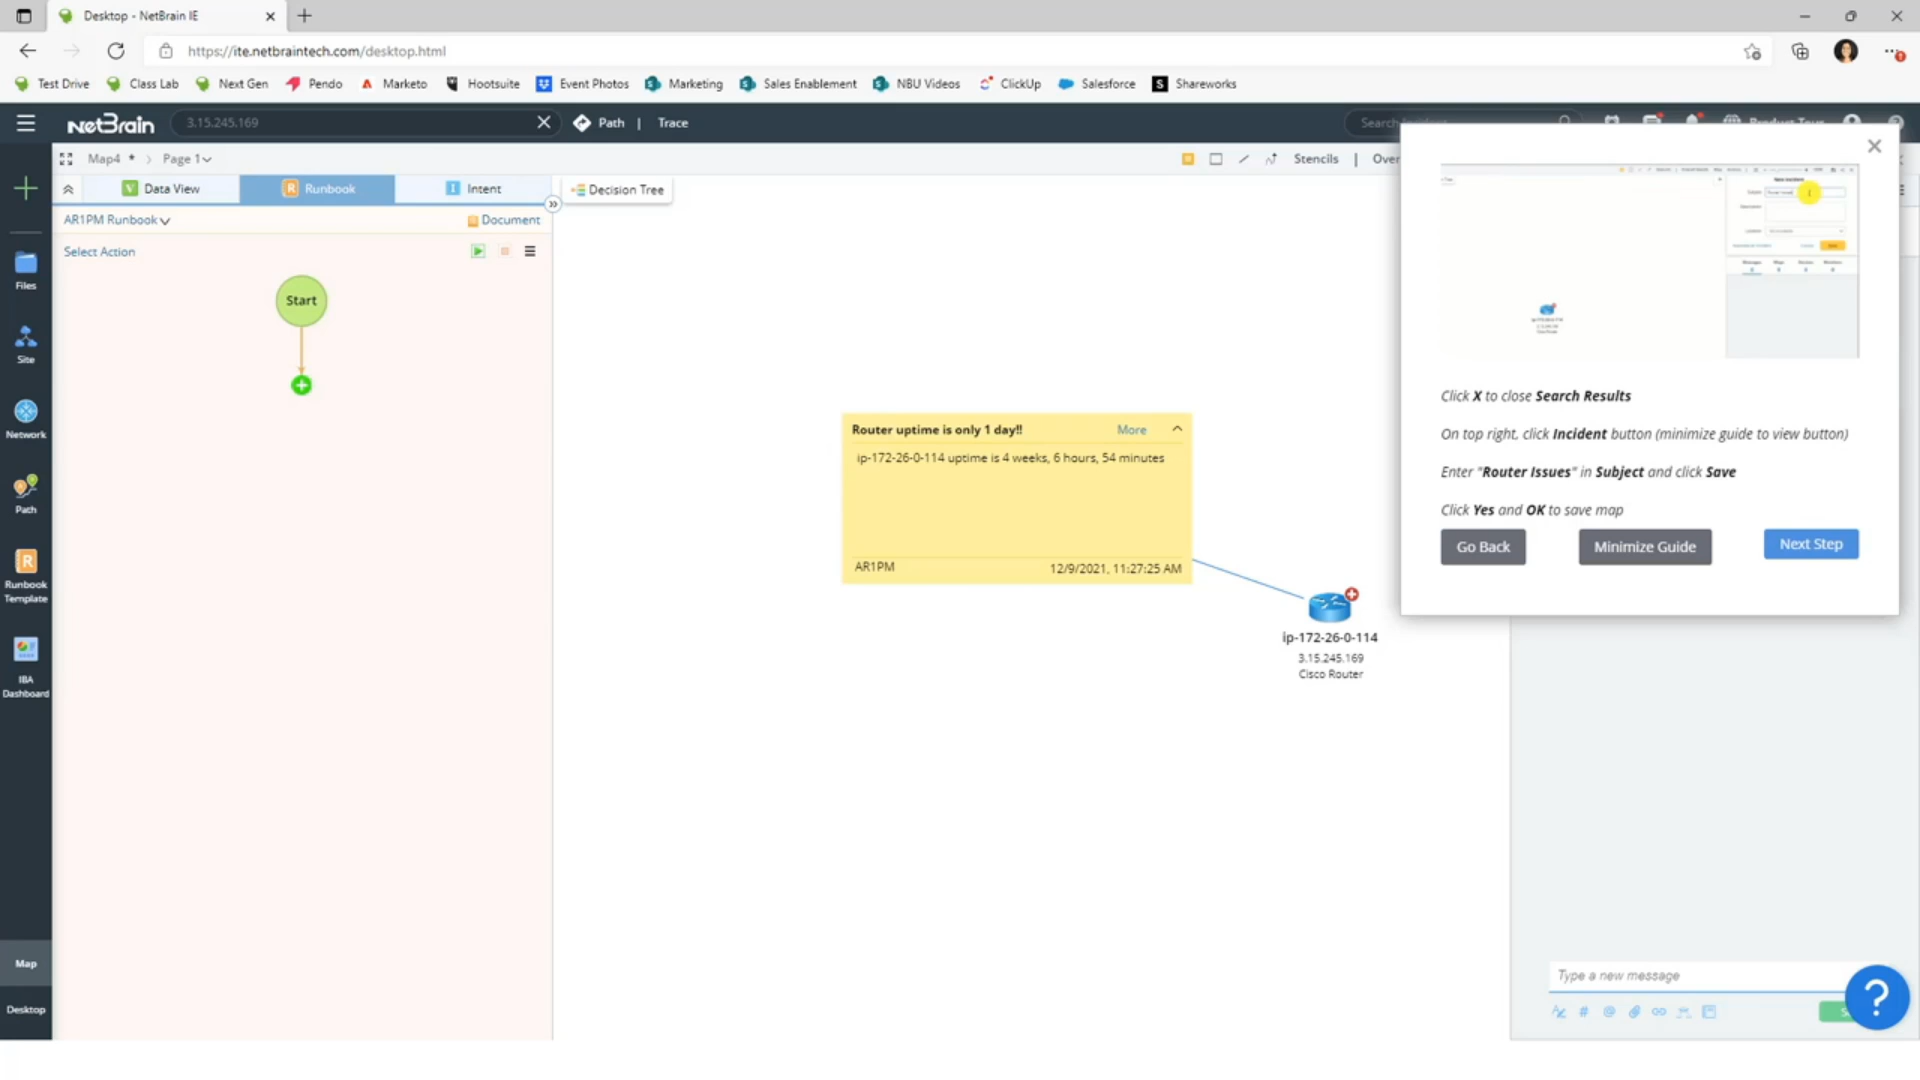 Desktop - NetBrain IE
https://ite.netbraintech.com/desktop.html
Test Drive
Class Lab
Next Gen
Pendo
Marketo
Hootsuite
Event Photos
Marketing
Sales Enablement
NBU Videos
ClickUp
Salesforce
Shareworks
NetBrain
3.15.245.169
Path | Trace
Search Incident
Product Tour
Map4 * > Page 1
Stencils | Over
Data View
Runbook
Intent
Decision Tree
AR1PM Runbook
Document
Select Action
Start
Files
Site
Network
Path
Runbook
Template
IBA
Dashboard
Map
Desktop
Router uptime is only 1 day!!
More
ip-172-26-0-114 uptime is 4 weeks, 6 hours, 54 minutes
AR1PM
12/9/2021, 11:27:25 AM
ip-172-26-0-114
3.15.245.169
Cisco Router
Click X to close Search Results
On top right, click Incident button (minimize guide to view button)
Enter "Router Issues" in Subject and click Save
Click Yes and OK to save map
Go Back
Minimize Guide
Next Step
Type a new message
?